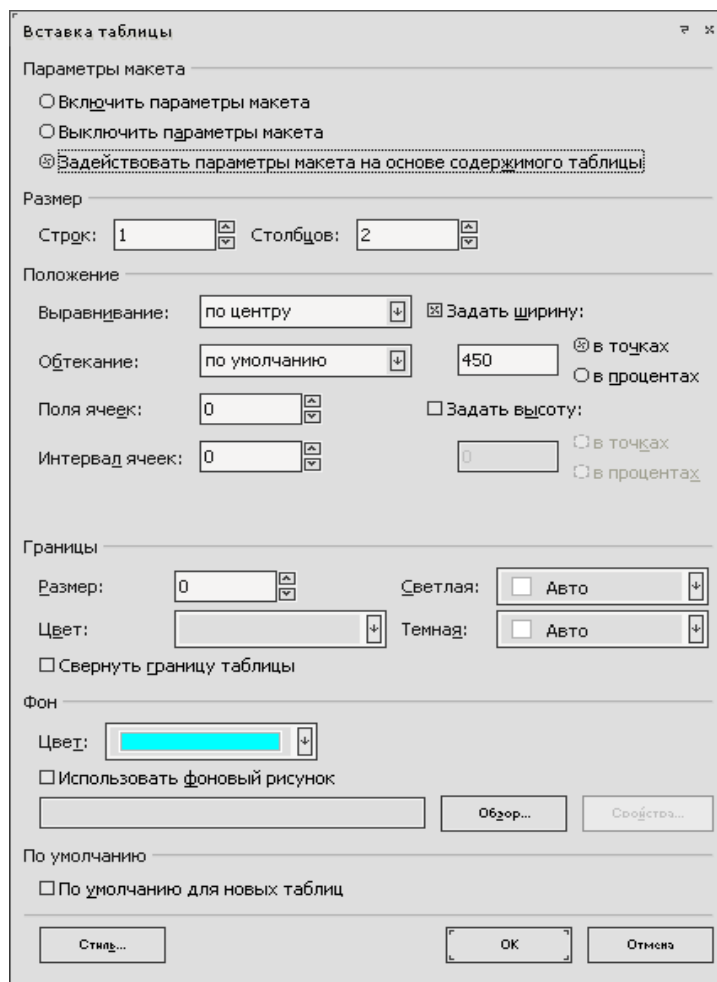 Вставка таблицы
Параметры макета
Включить параметры макета
Выключить параметры макета
Задействовать параметры макета на основе содержимого таблицы
Размер
Строк: 1 Столбцов: 2
Положение
Выравнивание: по центру Задать ширину:
Обтекание: по умолчанию 450 в точках
в процентах
Поля ячеек: 0 Задать высоту:
Интервал ячеек: 0 0 в точках
в процентах
Границы
Размер: 0 Светлая: Авто
Цвет: Темная: Авто
Свернуть границу таблицы
Фон
Цвет:
Использовать фоновый рисунок
Обзор... Свойства...
По умолчанию
По умолчанию для новых таблиц
Стиль... ОК Отмена